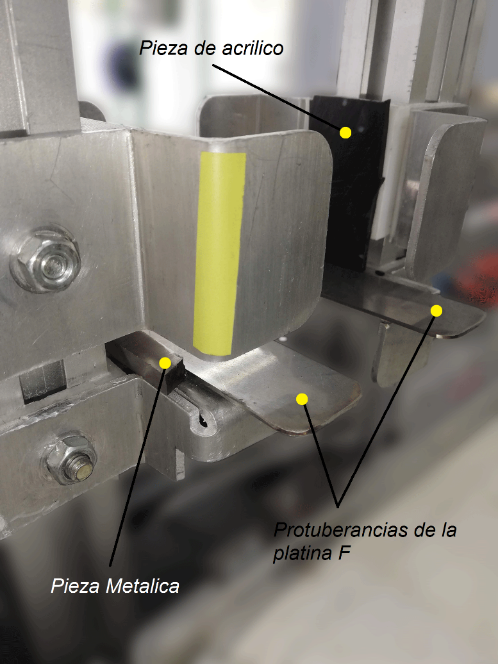 Pieza de acrilico
Protuberancias de la
platina F
Pieza Metalica